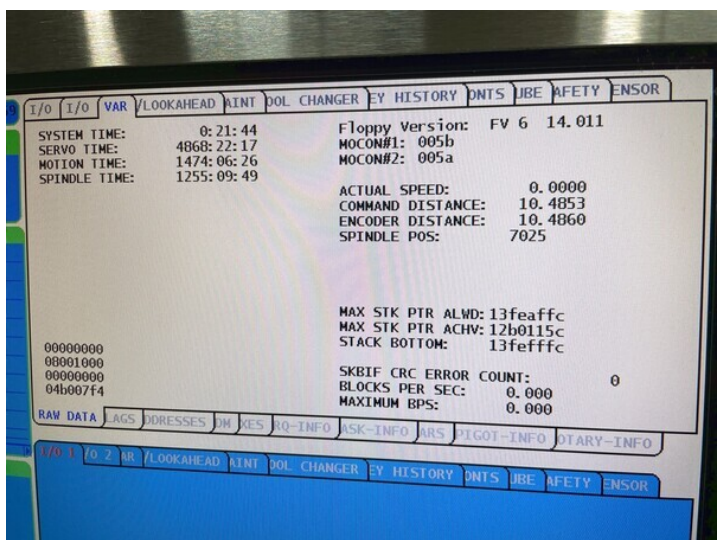 I/O I/O VAR /LOOKAHEAD AINT OOL CHANGER EY HISTORY ONTS UBE AFETY ENSOR
SYSTEM TIME: 0:21:44
SERVO TIME: 4868:22:17
MOTION TIME: 1474:06:26
SPINDLE TIME: 1255:09:49
Floppy Version: FV 6 14.011
MOCON#1: 005b
MOCON#2: 005a
ACTUAL SPEED: 0.0000
COMMAND DISTANCE: 10.4853
ENCODER DISTANCE: 10.4860
SPINDLE POS: 7025
MAX STK PTR ALWD: 13feaffc
MAX STK PTR ACHV: 12b0115c
STACK BOTTOM: 13fefffc
00000000
08001000
00000000
04b007f4
SKBIF CRC ERROR COUNT: 0
BLOCKS PER SEC: 0.000
MAXIMUM BPS: 0.000
RAW DATA LAGS DDRESSES OM XES RQ-INFO ASK-INFO ARS PIGOT-INFO OTARY-INFO
I/O 1 /O 2 AR /LOOKAHEAD AINT OOL CHANGER EY HISTORY ONTS UBE AFETY ENSOR